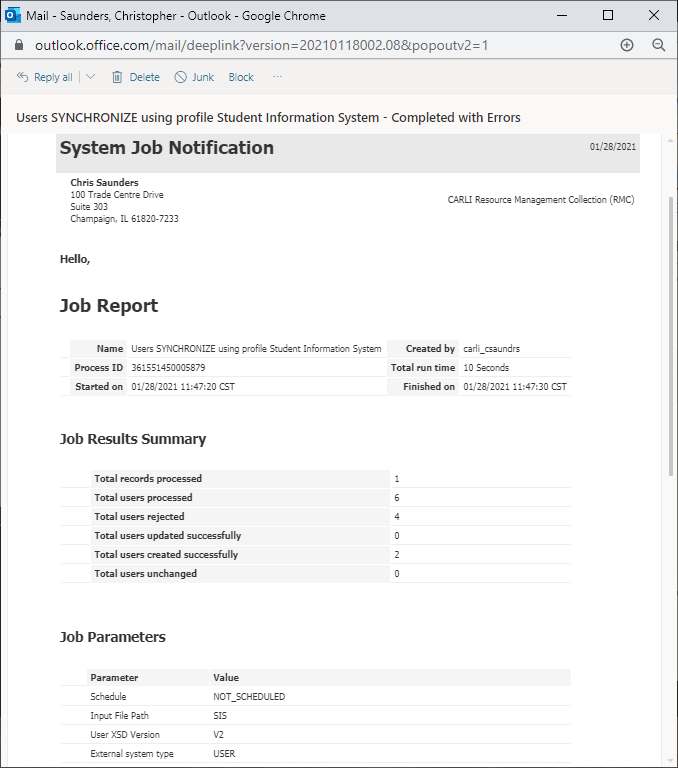 Mail - Saunders, Christopher - Outlook - Google Chrome
outlook.office.com/mail/deeplink?version=20210118002.08&popoutv2=1
Reply all Delete Junk Block ...
Users SYNCHRONIZE using profile Student Information System - Completed with Errors
System Job Notification 01/28/2021
Chris Saunders
100 Trade Centre Drive
Suite 303
Champaign, IL 61820-7233
CARLI Resource Management Collection (RMC)
Hello,
Job Report
Name Users SYNCHRONIZE using profile Student Information System Created by carli_csaundrs
Process ID 361551450005879 Total run time 10 Seconds
Started on 01/28/2021 11:47:20 CST Finished on 01/28/2021 11:47:30 CST
Job Results Summary
Total records processed 1
Total users processed 6
Total users rejected 4
Total users updated successfully 0
Total users created successfully 2
Total users unchanged 0
Job Parameters
Parameter Value
Schedule NOT_SCHEDULED
Input File Path SIS
User XSD Version V2
External system type USER